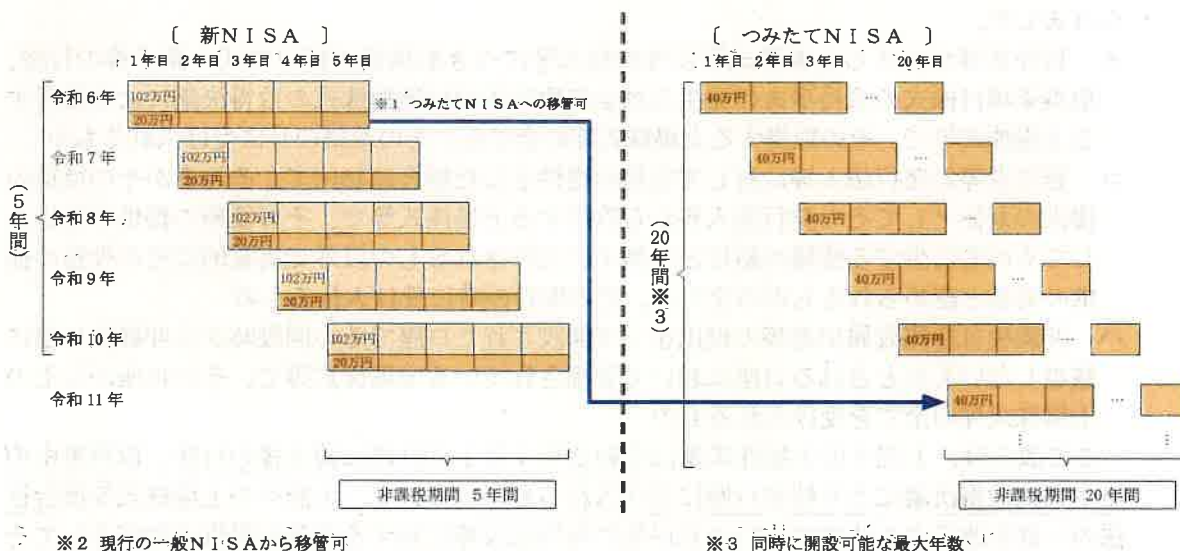 〔 新NISA 〕
1年目 2年目 3年目 4年目 5年目
令和6年 102万円
20万円
※1 つみたてNISAへの移管可
令和7年 102万円
20万円
令和8年 102万円
20万円
令和9年 102万円
20万円
令和10年 102万円
20万円
令和11年
(5年間)
非課税期間 5年間
※2 現行の一般NISAから移管可
〔 つみたてNISA 〕
1年目 2年目 3年目 20年目
40万円 …
40万円 …
40万円 …
40万円 …
40万円 …
40万円 …
(20年間※3)
非課税期間 20年間
※3 同時に開設可能な最大年数